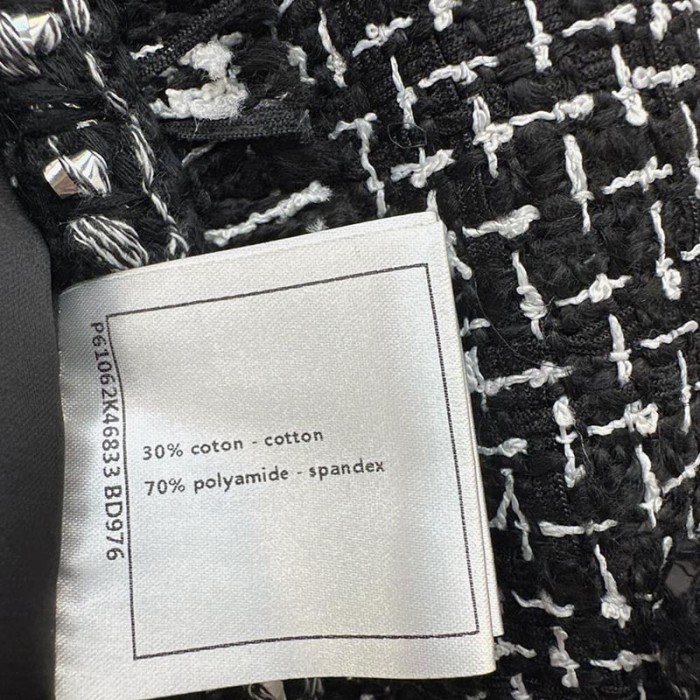 P61062K46833 BD976
30% coton - cotton
70% polyamide - spandex